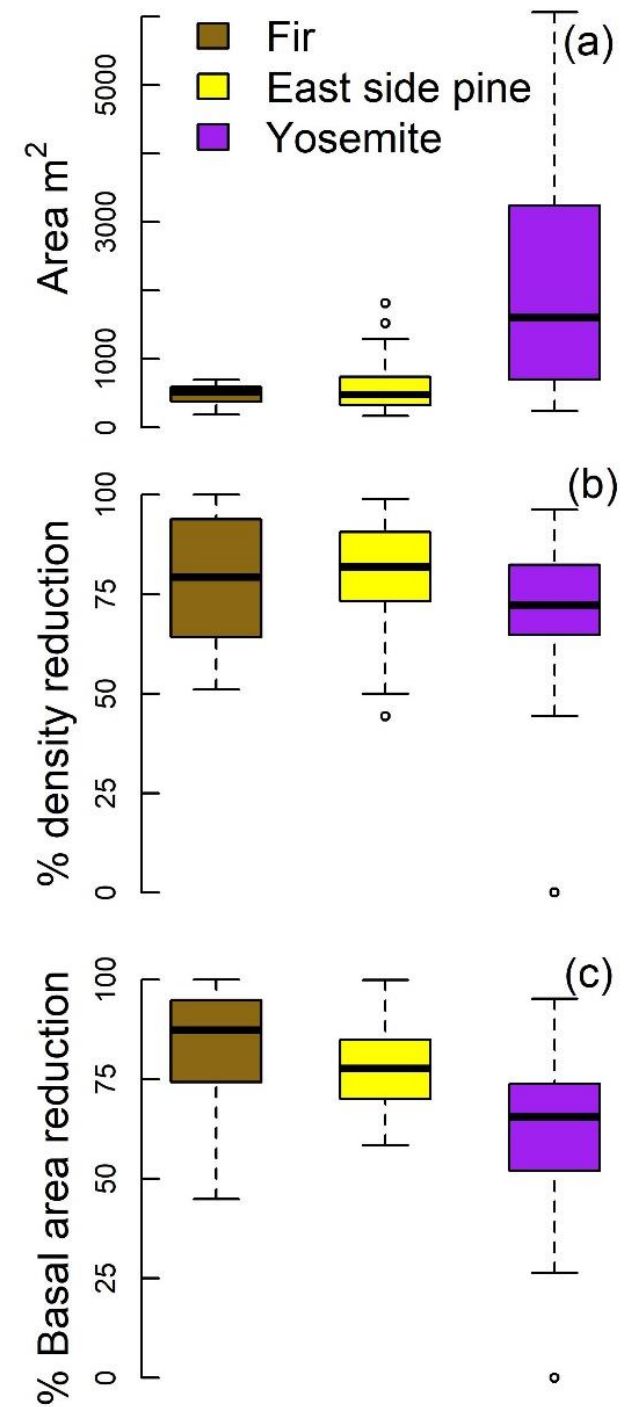 (a)
Fir
East side pine
Yosemite
Area m²
5000
3000
1000
0
(b)
% density reduction
100
75
50
25
0
(c)
% Basal area reduction
100
75
50
25
0